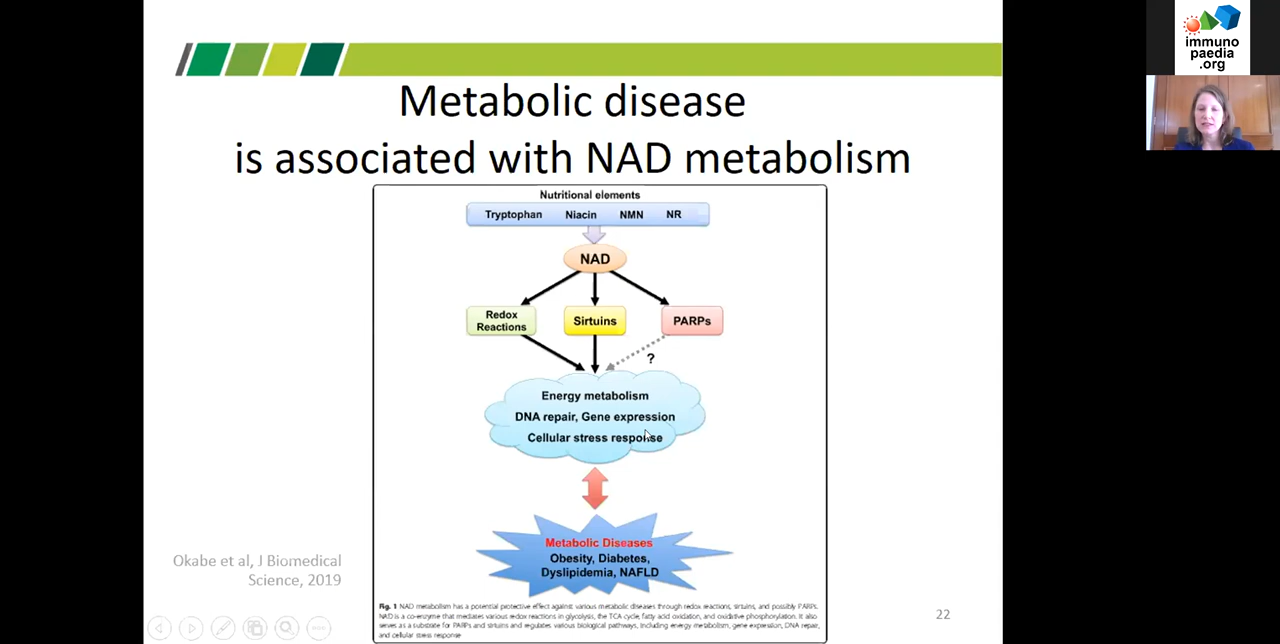 immuno
paedia
.org
Metabolic disease
is associated with NAD metabolism
Nutritional elements
Tryptophan Niacin NMN NR
NAD
Redox
Reactions
Sirtuins
PARPs
?
Energy metabolism
DNA repair, Gene expression
Cellular stress response
Metabolic Diseases
Obesity, Diabetes,
Dyslipidemia, NAFLD
Okabe et al, J Biomedical
Science, 2019
Fig. 1 NAD metabolism has a potential protective effect against various metabolic diseases through redox reactions, sirtuins, and possibly PARPs.
NAD is a co-enzyme that mediates various redox reactions in glycolysis, the TCA cycle, fatty acid oxidation, and oxidative phosphorylation. It also
serves as a substrate for PARPs and sirtuins and regulates various biological pathways, including energy metabolism, gene expression, DNA repair,
and cellular stress response
22